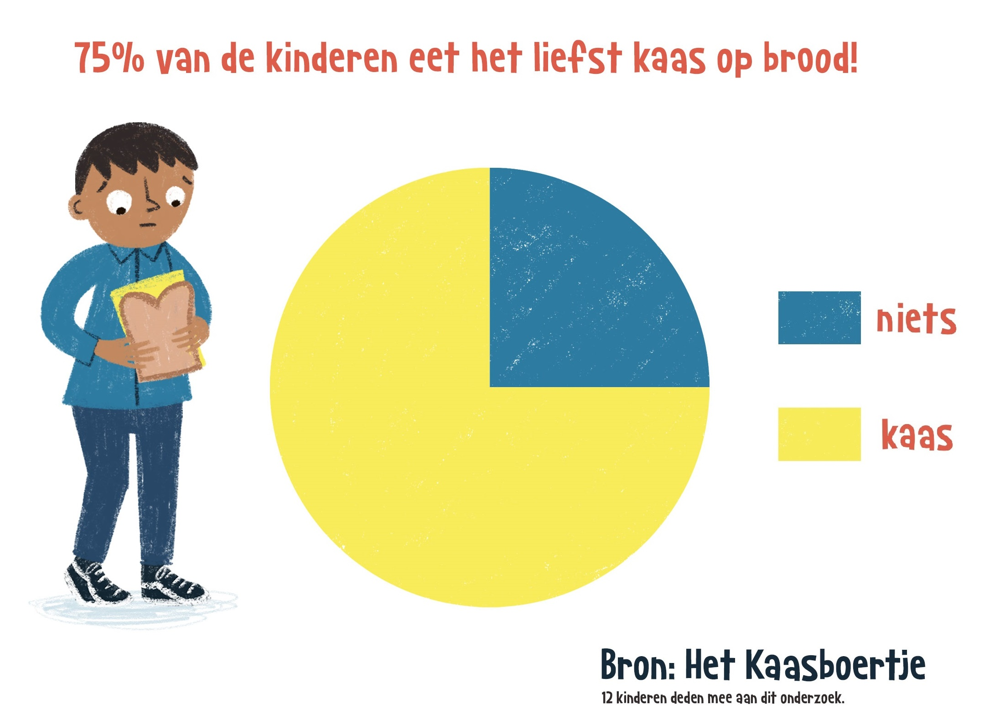 75% van de kinderen eet het liefst kaas op brood!
niets
kaas
Bron: Het Kaasboertje
12 kinderen deden mee aan dit onderzoek.